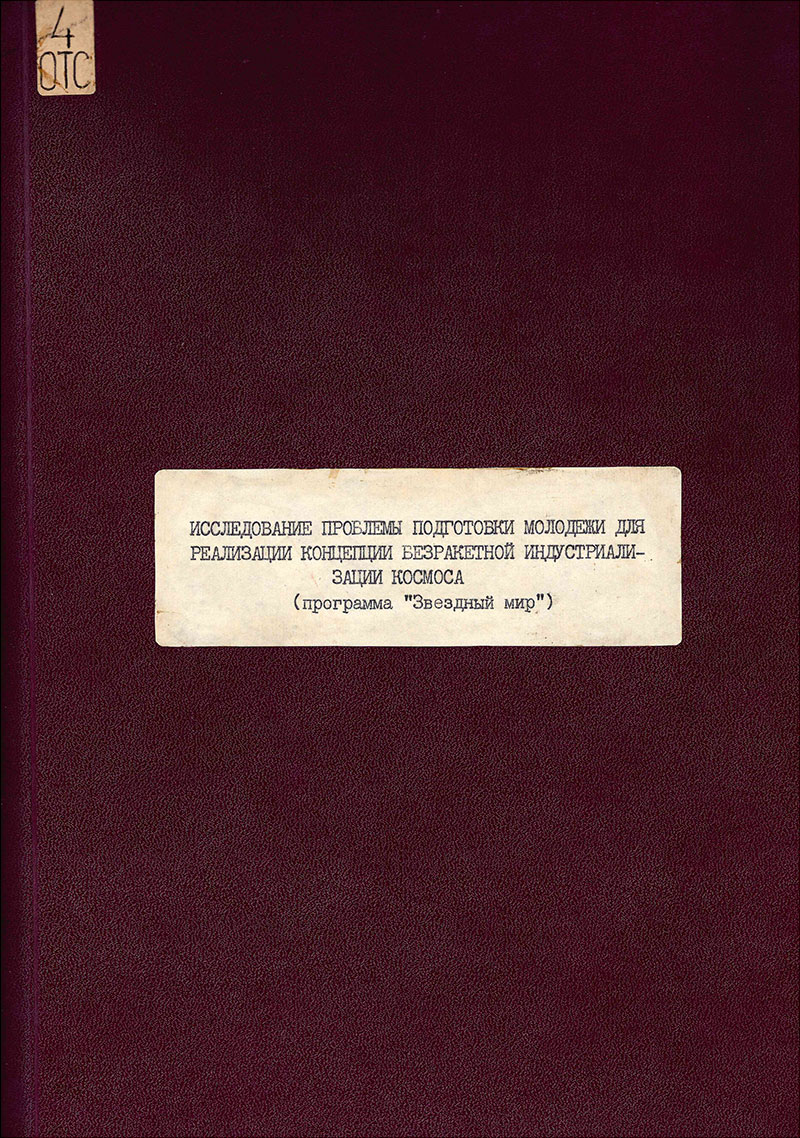 4
ОТС
ИССЛЕДОВАНИЕ ПРОБЛЕМЫ ПОДГОТОВКИ МОЛОДЕЖИ ДЛЯ
РЕАЛИЗАЦИИ КОНЦЕПЦИИ БЕЗРАКЕТНОЙ ИНДУСТРИАЛИ-
ЗАЦИИ КОСМОСА
(программа "Звездный мир")